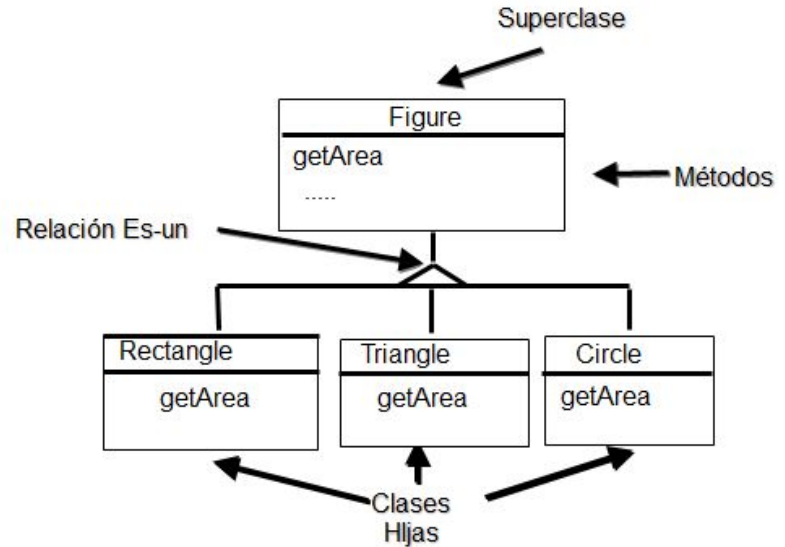 Superclase
Figure
getArea
.....
Métodos
Relación Es-un
Rectangle
getArea
Triangle
getArea
Circle
getArea
Clases
HIjas